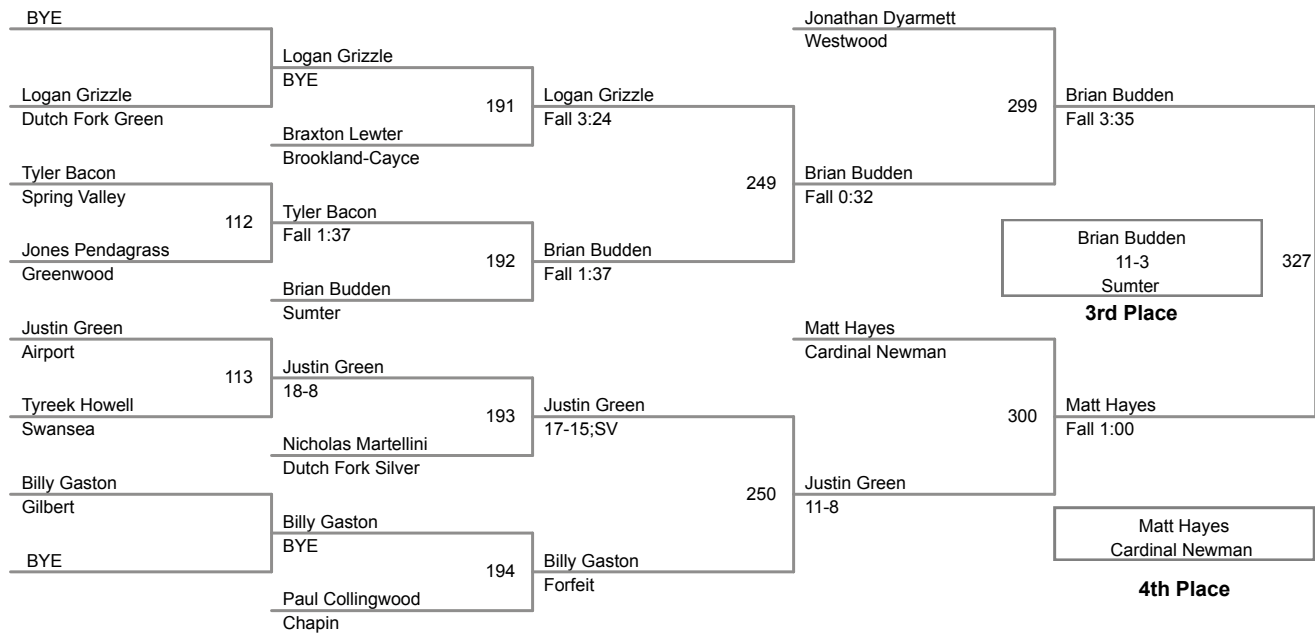 BYE
Logan Grizzle
Dutch Fork Green
Tyler Bacon
Spring Valley
112
Jones Pendagrass
Greenwood
Justin Green
Airport
113
Tyreek Howell
Swansea
Billy Gaston
Gilbert
BYE
Logan Grizzle
BYE
191
Braxton Lewter
Brookland-Cayce
Tyler Bacon
Fall 1:37
192
Brian Budden
Sumter
Justin Green
18-8
193
Nicholas Martellini
Dutch Fork Silver
Billy Gaston
BYE
194
Paul Collingwood
Chapin
Logan Grizzle
Fall 3:24
249
Brian Budden
Fall 1:37
Justin Green
17-15;SV
250
Billy Gaston
Forfeit
Jonathan Dyarmett
Westwood
299
Brian Budden
Fall 0:32
Matt Hayes
Cardinal Newman
300
Justin Green
11-8
Brian Budden
Fall 3:35
Brian Budden
11-3
Sumter
327
3rd Place
Matt Hayes
Fall 1:00
Matt Hayes
Cardinal Newman
4th Place